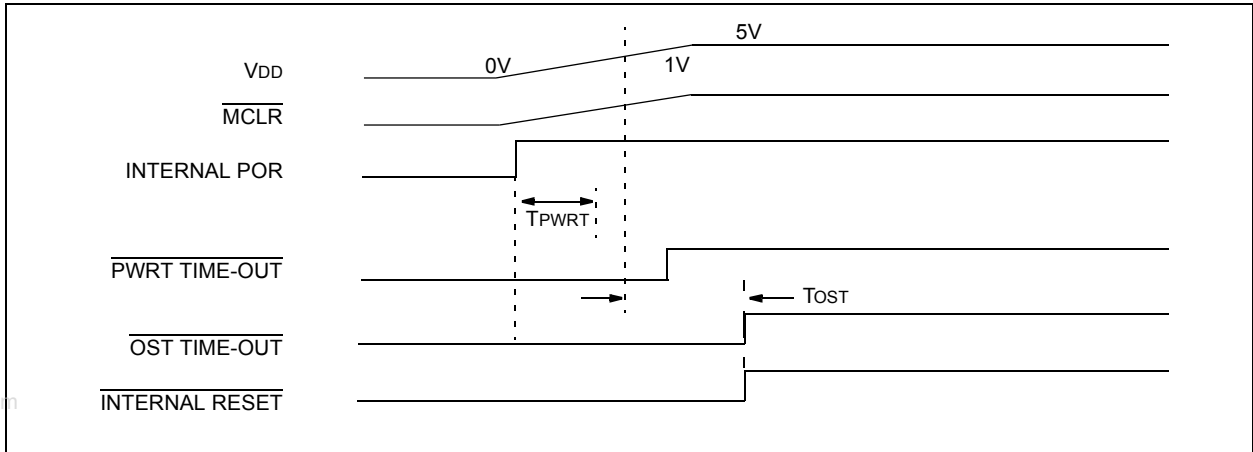 5V
VDD
0V
1V
MCLR
INTERNAL POR
TPWRT
PWRT TIME-OUT
TOST
OST TIME-OUT
m
INTERNAL RESET